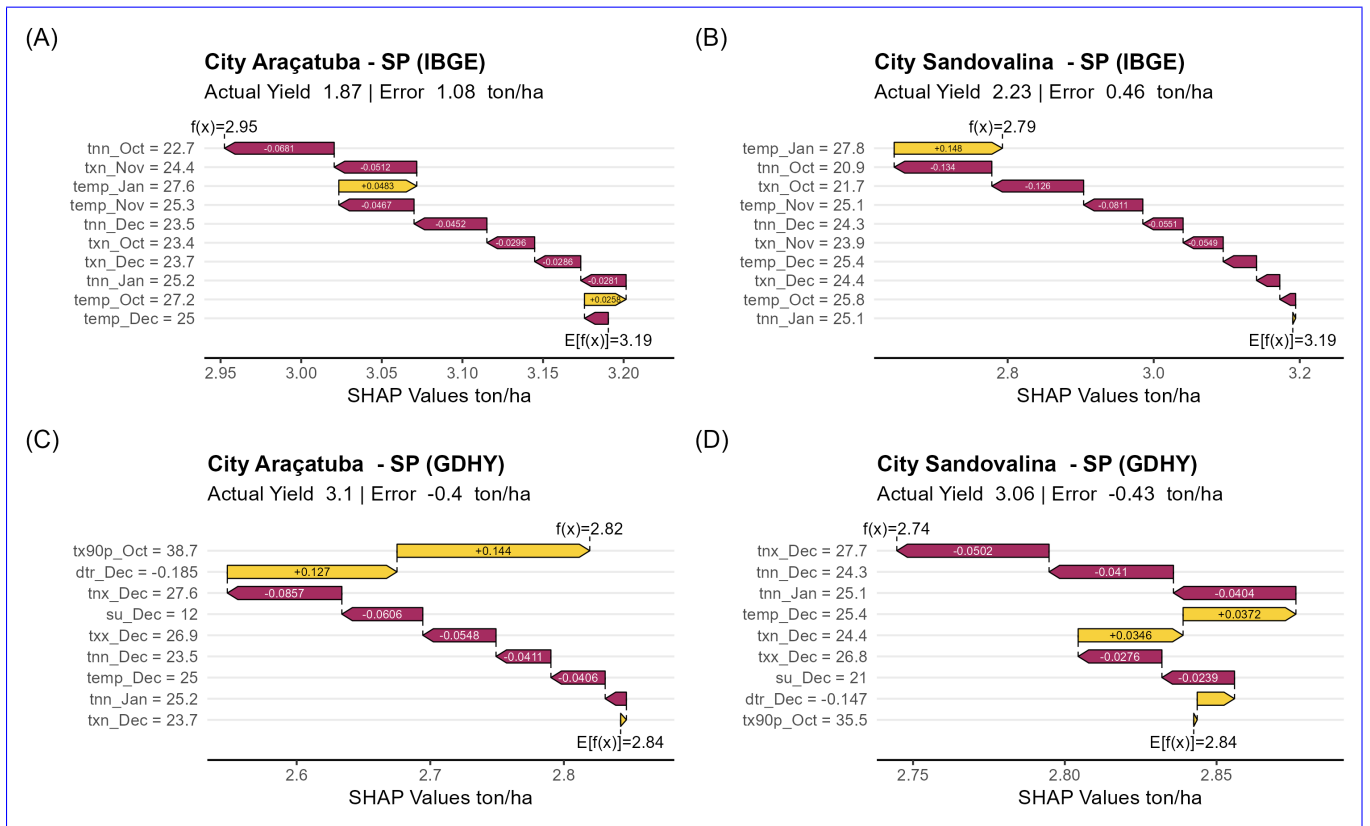 (A)
City Araçatuba - SP (IBGE)
Actual Yield 1.87 | Error 1.08 ton/ha
f(x)=2.95
tnn_Oct = 22.7
-0.0681
txn_Nov = 24.4
-0.0512
temp_Jan = 27.6
+0.0483
temp_Nov = 25.3
-0.0467
tnn_Dec = 23.5
-0.0452
txn_Oct = 23.4
-0.0296
txn_Dec = 23.7
-0.0286
tnn_Jan = 25.2
-0.0281
temp_Oct = 27.2
+0.0258
temp_Dec = 25
E[f(x)]=3.19
2.95 3.00 3.05 3.10 3.15 3.20
SHAP Values ton/ha
(B)
City Sandovalina - SP (IBGE)
Actual Yield 2.23 | Error 0.46 ton/ha
f(x)=2.79
temp_Jan = 27.8
+0.148
tnn_Oct = 20.9
-0.134
txn_Oct = 21.7
-0.126
temp_Nov = 25.1
-0.0811
tnn_Dec = 24.3
-0.0551
txn_Nov = 23.9
-0.0549
temp_Dec = 25.4
txn_Dec = 24.4
temp_Oct = 25.8
tnn_Jan = 25.1
E[f(x)]=3.19
2.8 3.0 3.2
SHAP Values ton/ha
(C)
City Araçatuba - SP (GDHY)
Actual Yield 3.1 | Error -0.4 ton/ha
f(x)=2.82
tx90p_Oct = 38.7
+0.144
dtr_Dec = -0.185
+0.127
tnx_Dec = 27.6
-0.0857
su_Dec = 12
-0.0606
txx_Dec = 26.9
-0.0548
tnn_Dec = 23.5
-0.0411
temp_Dec = 25
-0.0406
tnn_Jan = 25.2
txn_Dec = 23.7
E[f(x)]=2.84
2.6 2.7 2.8
SHAP Values ton/ha
(D)
City Sandovalina - SP (GDHY)
Actual Yield 3.06 | Error -0.43 ton/ha
f(x)=2.74
tnx_Dec = 27.7
-0.0502
tnn_Dec = 24.3
-0.041
tnn_Jan = 25.1
-0.0404
temp_Dec = 25.4
+0.0372
txn_Dec = 24.4
+0.0346
txx_Dec = 26.8
-0.0276
su_Dec = 21
-0.0239
dtr_Dec = -0.147
tx90p_Oct = 35.5
E[f(x)]=2.84
2.75 2.80 2.85
SHAP Values ton/ha